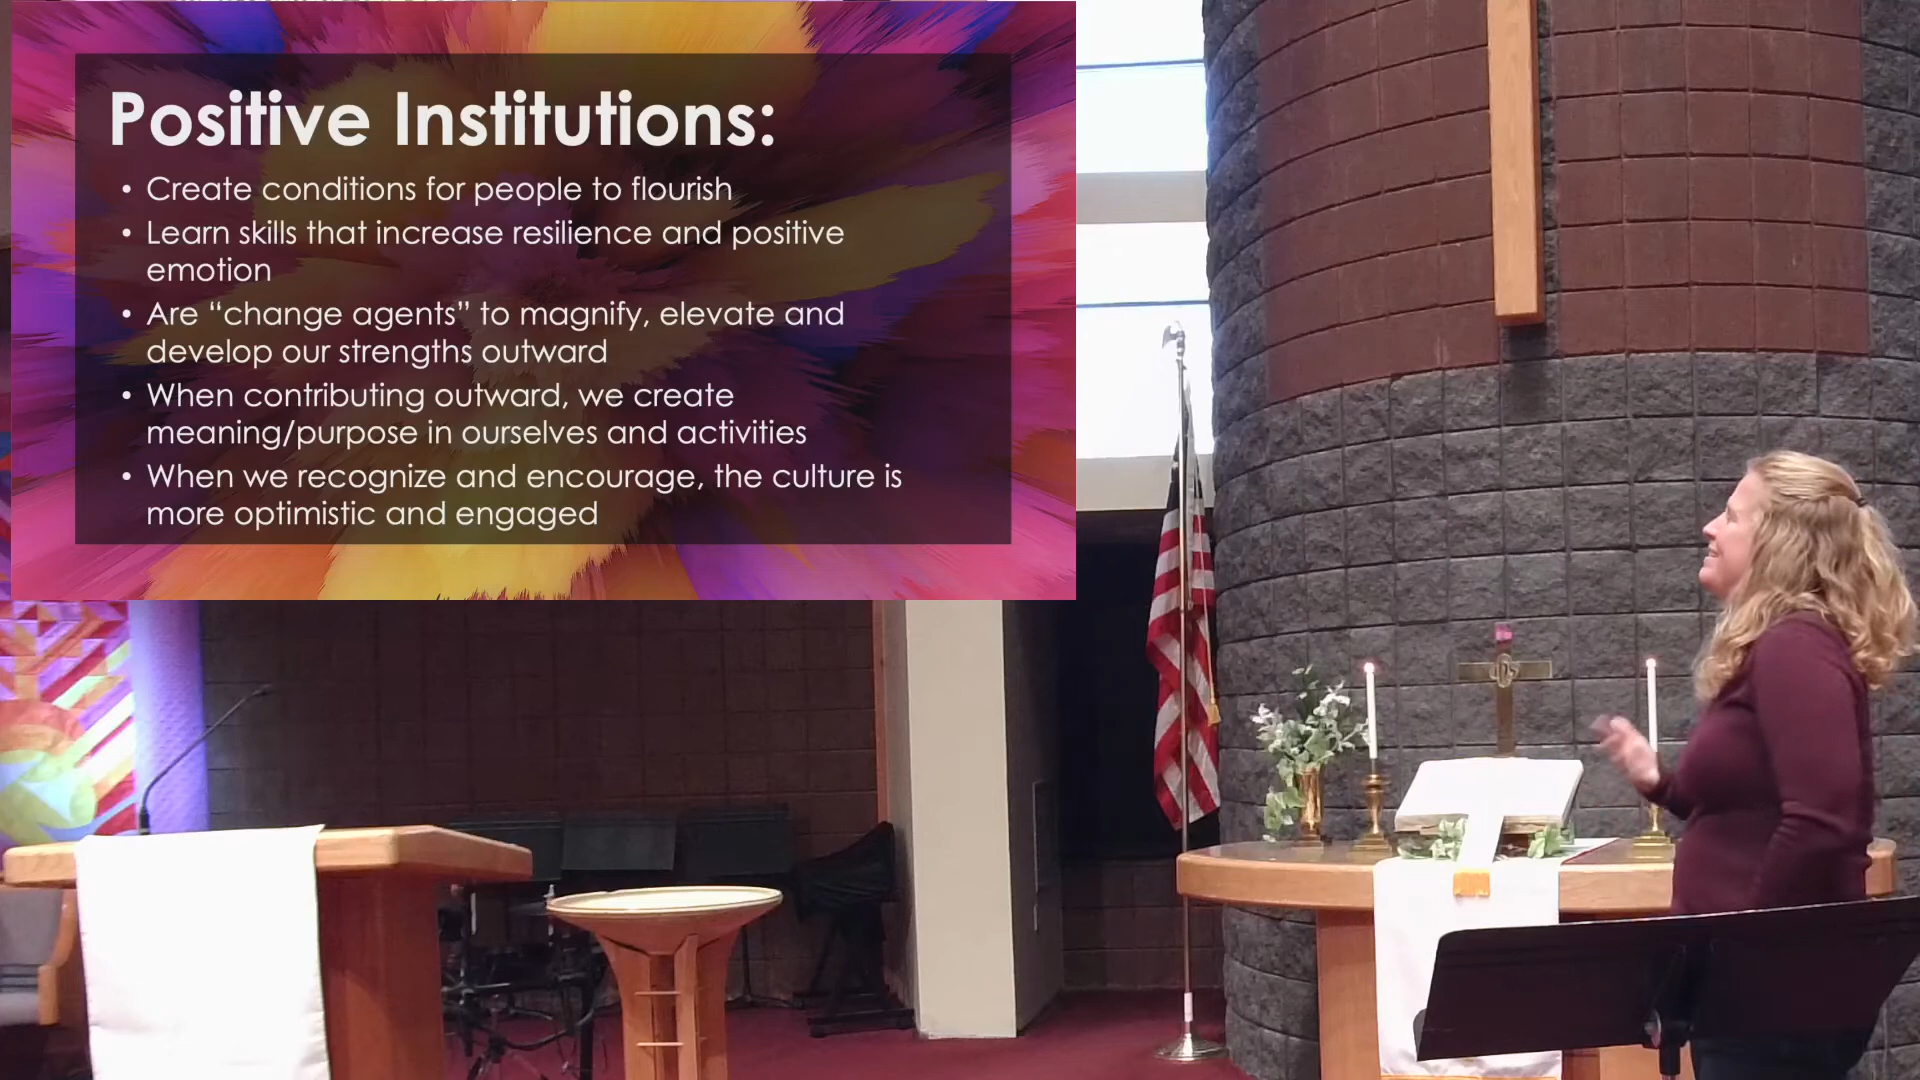 Positive Institutions:
• Create conditions for people to flourish
• Learn skills that increase resilience and positive
emotion
• Are “change agents” to magnify, elevate and
develop our strengths outward
• When contributing outward, we create
meaning/purpose in ourselves and activities
• When we recognize and encourage, the culture is
more optimistic and engaged